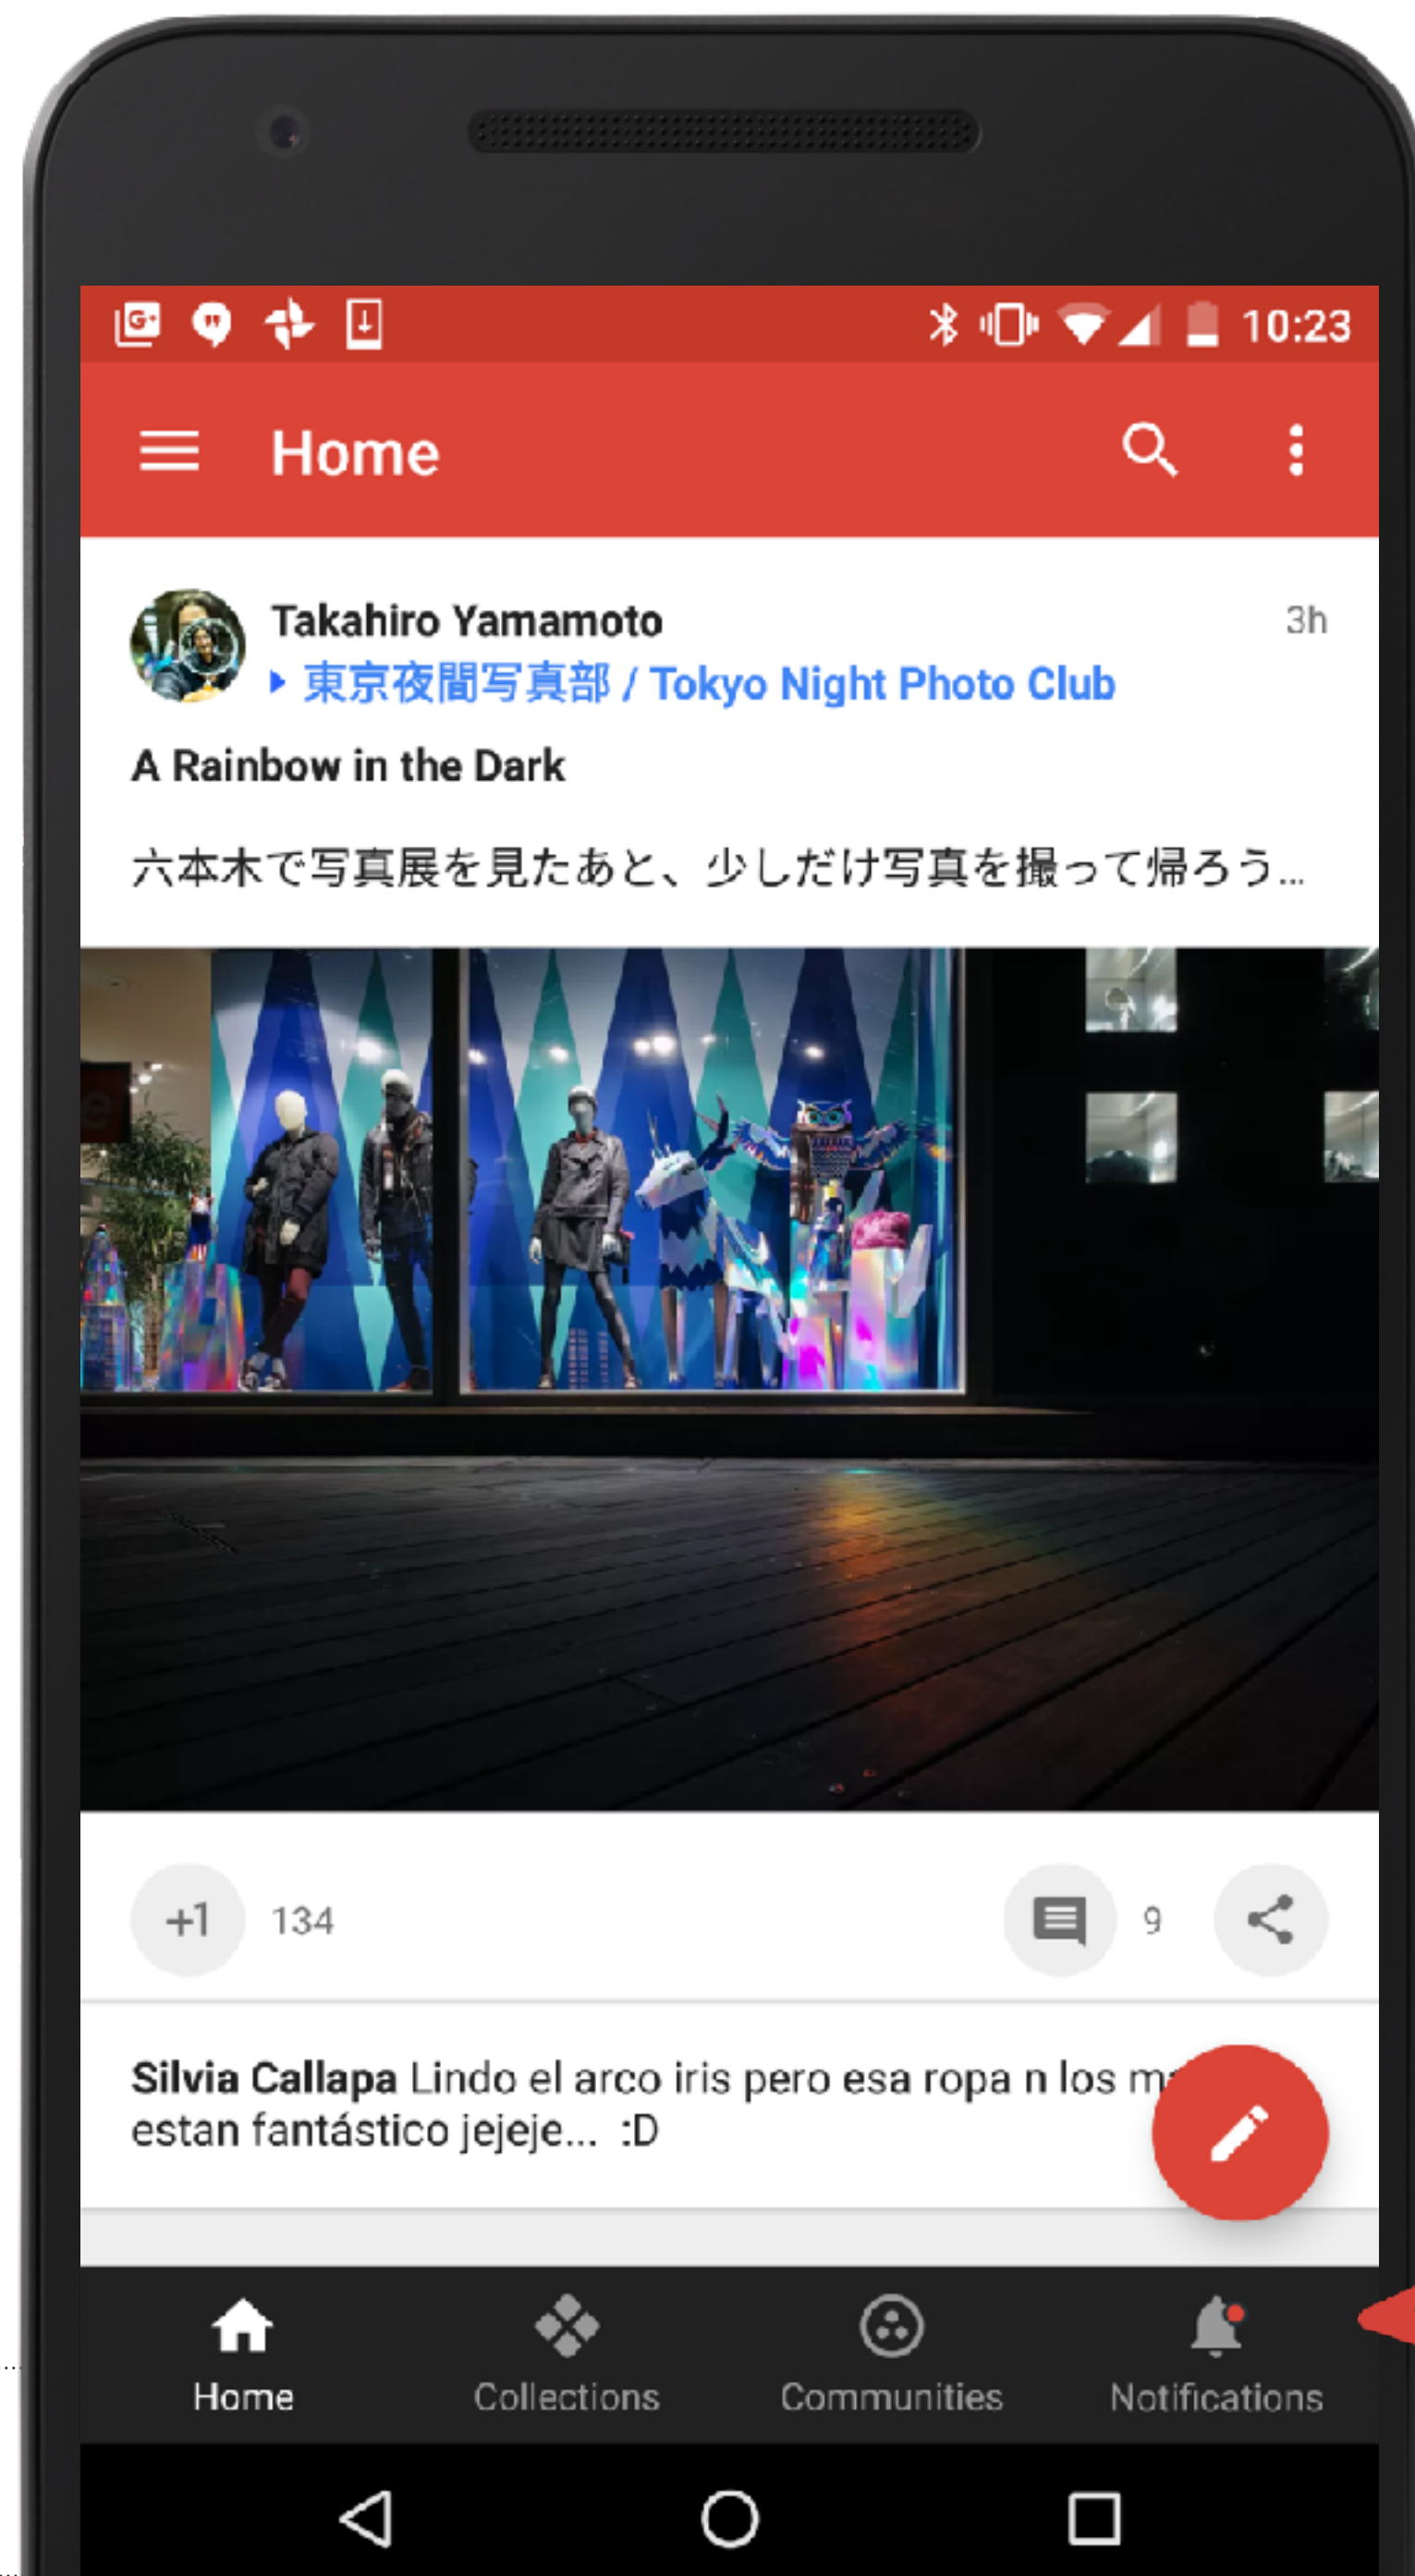 10:23
Home
Takahiro Yamamoto
3h
東京夜間写真部 / Tokyo Night Photo Club
A Rainbow in the Dark
六本木で写真展を見たあと、少しだけ写真を撮って帰ろう...
+1 134
9
Silvia Callapa Lindo el arco iris pero esa ropa n los
estan fantástico jejeje... :D
Home
Collections
Communities
Notifications